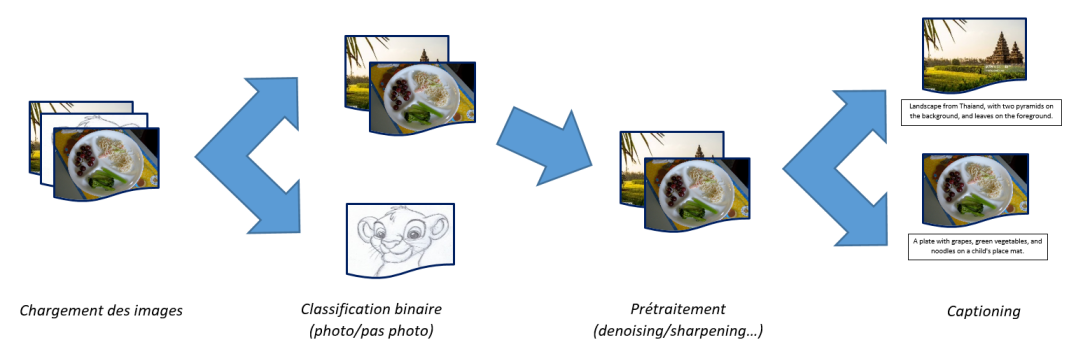 Landscape from Thaiand, with two pyramids on
the background, and leaves on the foreground.
A plate with grapes, green vegetables, and
noodles on a child's place mat.
Chargement des images
Classification binaire
(photo/pas photo)
Prétraitement
(denoising/sharpening…)
Captioning